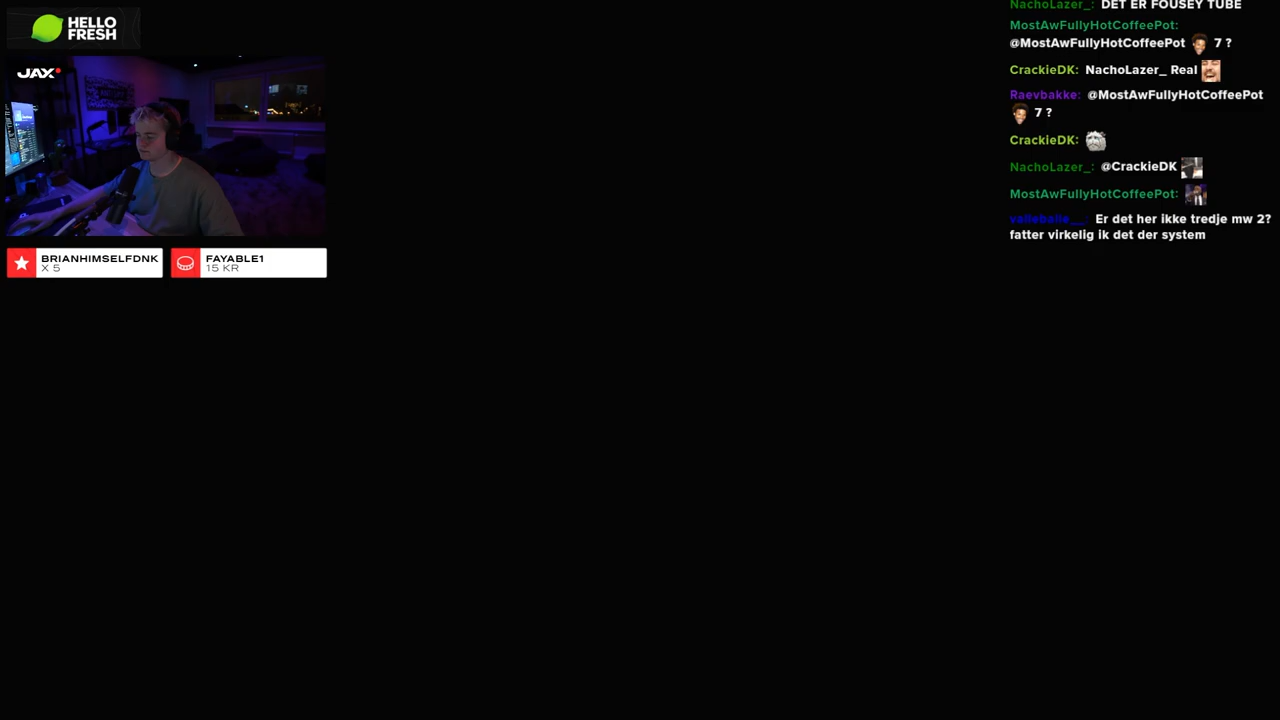 HELLO
FRESH
JAX
BRIANHIMSELFDNK
X 5
FAYABLE1
15 KR
NachoLazer_: DET ER FOUSEY TUBE
MostAwFullyHotCoffeePot:
@MostAwFullyHotCoffeePot 7 ?
CrackieDK: NachoLazer_ Real
Raevbakke: @MostAwFullyHotCoffeePot
7 ?
CrackieDK:
NachoLazer_: @CrackieDK
MostAwFullyHotCoffeePot:
valleballe__: Er det her ikke tredje mw 2?
fatter virkelig ik det der system